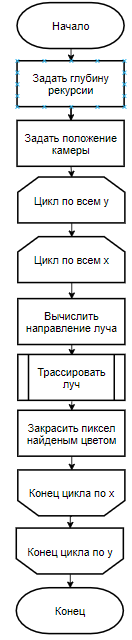 Начало
Задать глубину
рекурсии
Задать положение
камеры
Цикл по всем y
Цикл по всем x
Вычислить
направление луча
Трассировать
луч
Закрасить пиксел
найденым цветом
Конец цикла по x
Конец цикла по y
Конец